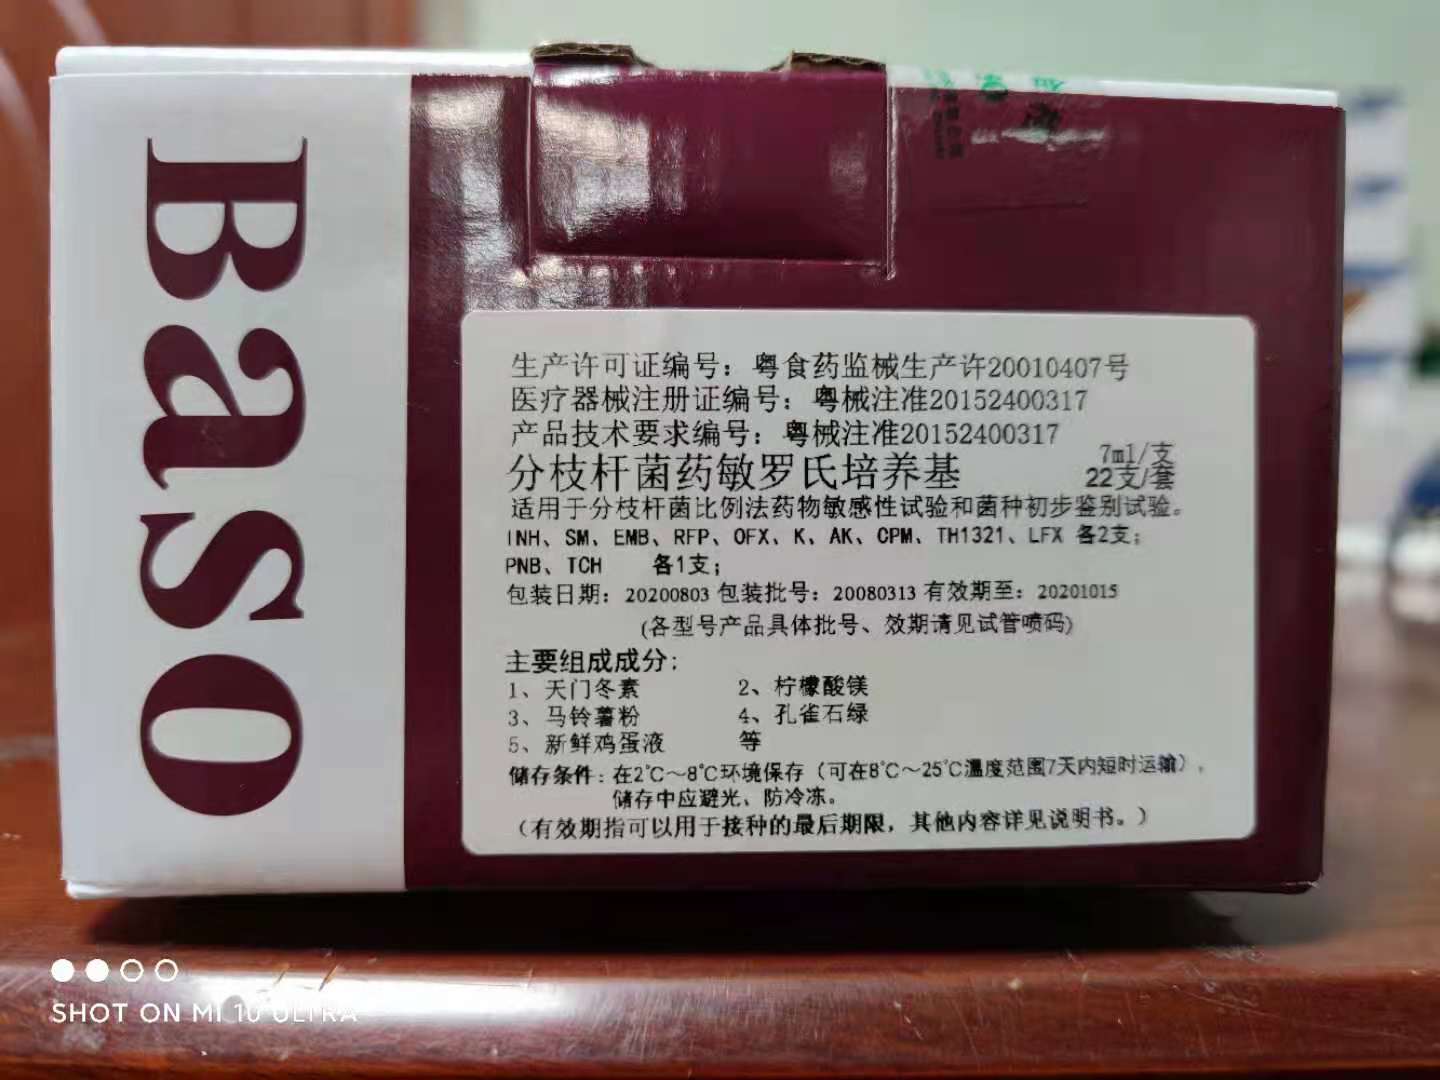 Baso
生产许可证编号：粤食药监械生产许20010407号
医疗器械注册证编号：粤械注准20152400317
产品技术要求编号：粤械注准20152400317
分枝杆菌药敏罗氏培养基
7ml/支
22支/套
适用于分枝杆菌比例法药物敏感性试验和菌种初步鉴别试验。
INH、SM、EMB、RFP、OFX、K、AK、CPM、TH1321、LFX 各2支；
PNB、TCH 各1支；
包装日期：20200803 包装批号：20080313 有效期至：20201015
(各型号产品具体批号、效期请见试管喷码)
主要组成成分：
1、天门冬素 2、柠檬酸镁
3、马铃薯粉 4、孔雀石绿
5、新鲜鸡蛋液 等
储存条件：在2℃～8℃环境保存（可在8℃～25℃温度范围7天内短时运输），
储存中应避光、防冷冻。
（有效期指可以用于接种的最后期限，其他内容详见说明书。）
SHOT ON MI 10 ULTRA